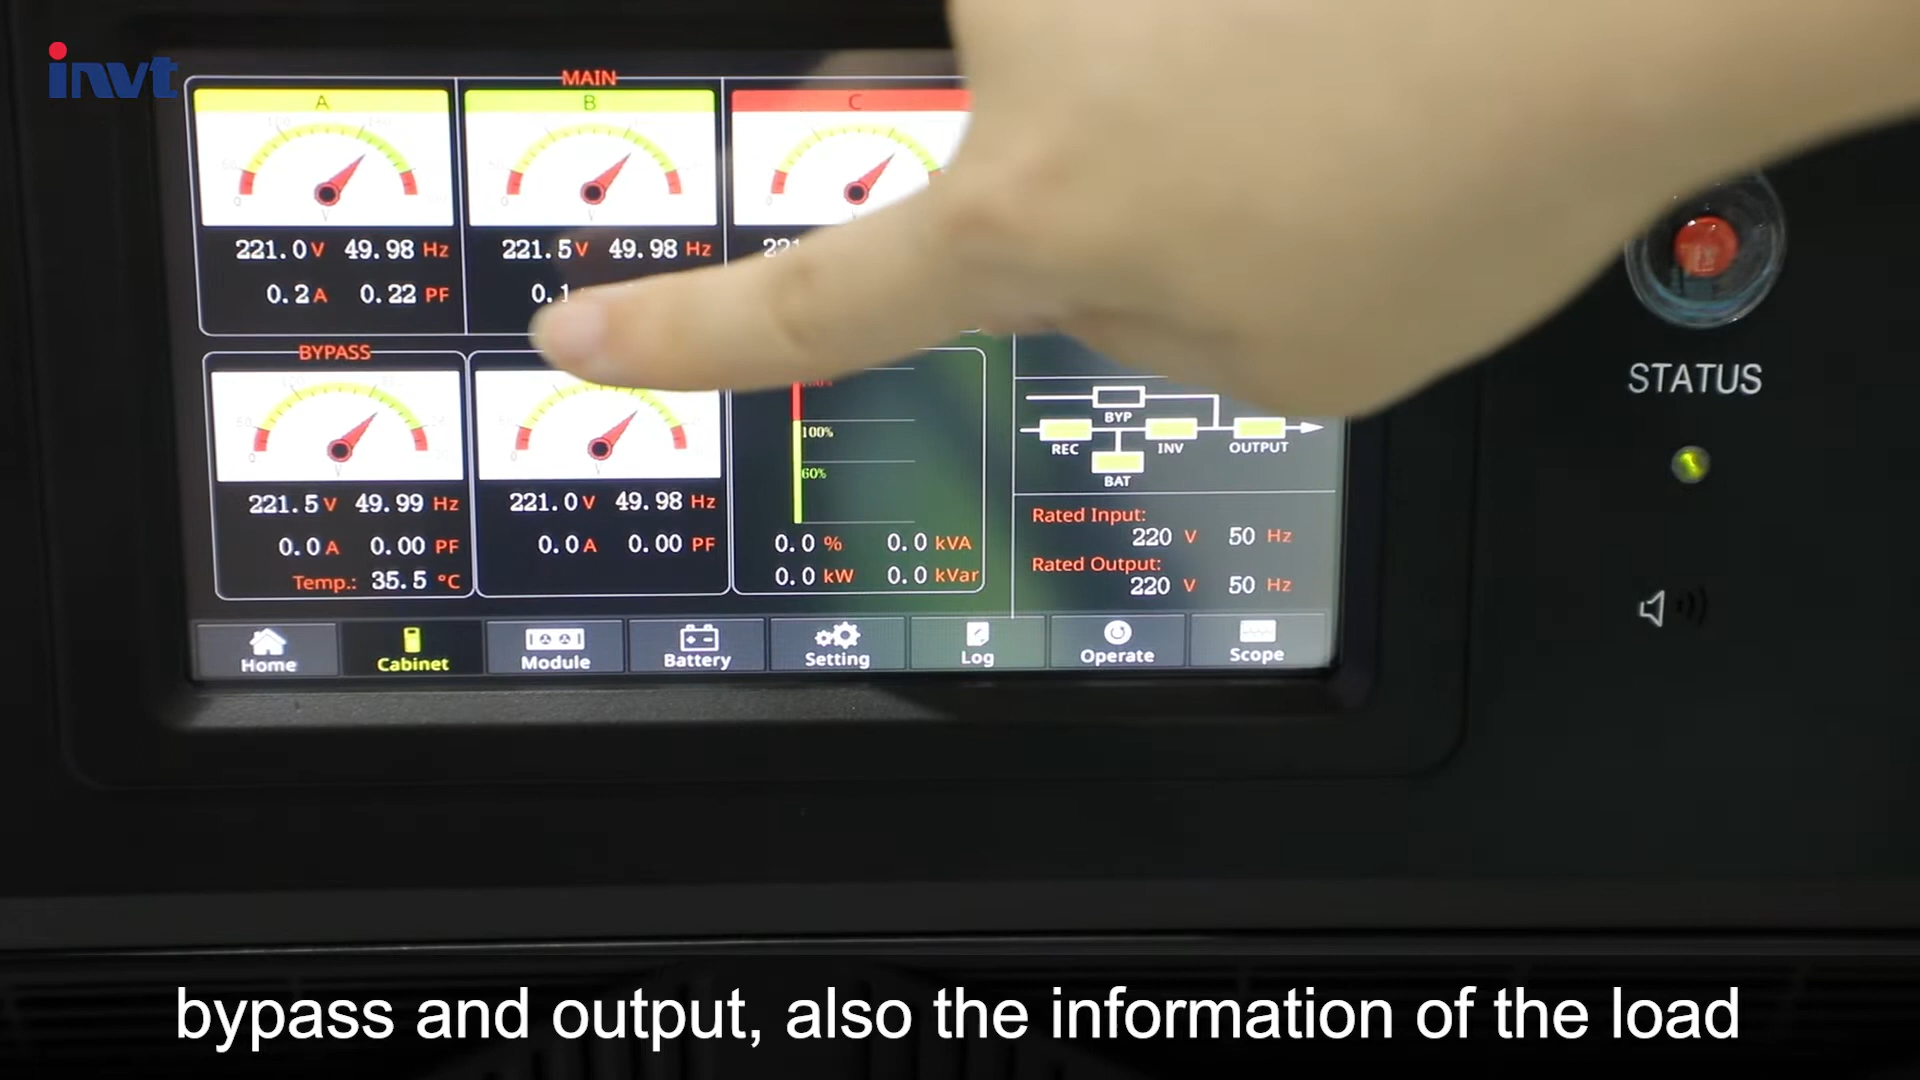 invt
MAIN
A
B
C
221.0 V 49.98 Hz
0.2 A 0.22 PF
221.5 V 49.98 Hz
0.1
221
BYPASS
221.5 V 49.99 Hz
0.0 A 0.00 PF
Temp.: 35.5 °C
221.0 V 49.98 Hz
0.0 A 0.00 PF
100%
60%
0.0 % 0.0 kVA
0.0 kW 0.0 kVar
BYP
REC INV OUTPUT
BAT
Rated Input:
220 V 50 Hz
Rated Output:
220 V 50 Hz
Home Cabinet Module Battery Setting Log Operate Scope
STATUS
bypass and output, also the information of the load